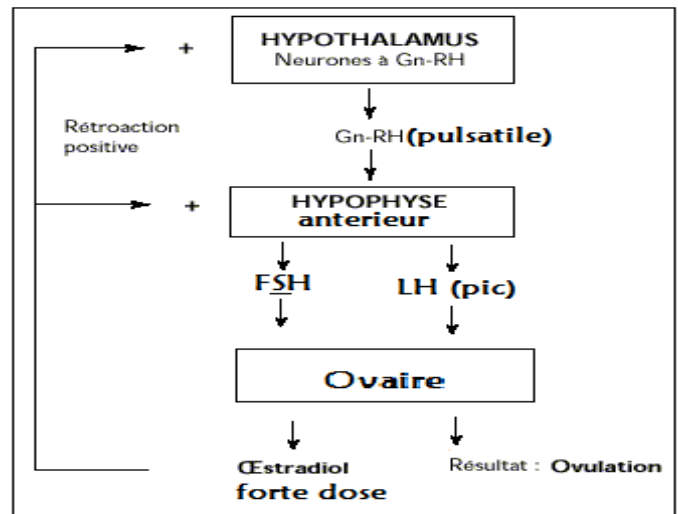 +
HYPOTHALAMUS
Neurones à Gn-RH
Rétroaction
positive
Gn-RH (pulsatile)
+
HYPOPHYSE
anterieur
FSH
LH (pic)
Ovaire
Œstradiol
forte dose
Résultat : Ovulation